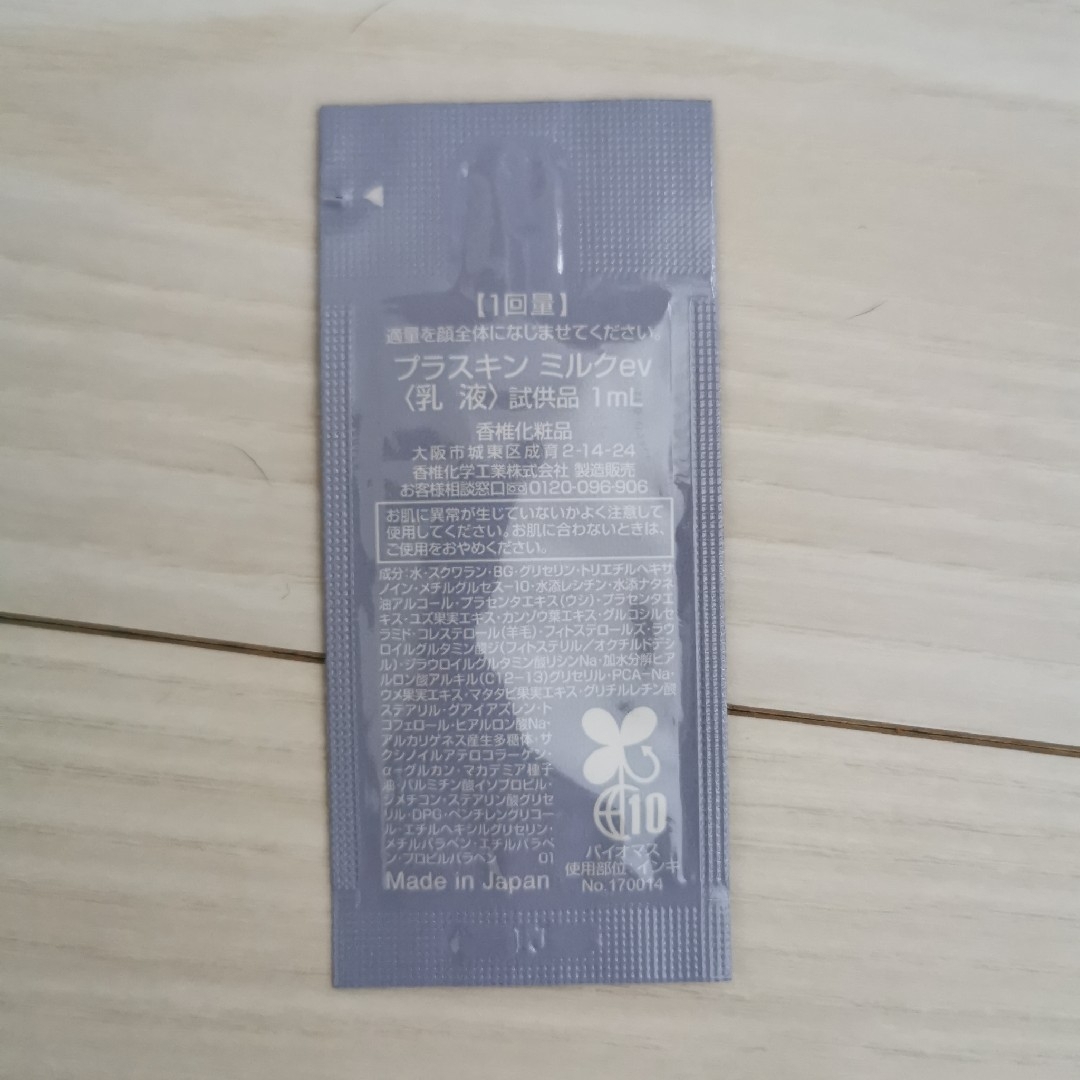 【1回量】
適量を顔全体になじませてください。
プラスキン ミルクev
〈乳 液〉試供品 1mL
香椎化粧品
大阪市城東区成育2-14-24
香椎化学工業株式会社 製造販売
お客様相談窓口 0120-096-906
お肌に異常が生じていないかよく注意して
使用してください。お肌に合わないときは、
ご使用をおやめください。
成分:水・スクワラン・BG・グリセリン・トリエチルヘキサ
ノイン・メチルグルセス-10・水添レシチン・水添ナタネ
油アルコール・プラセンタエキス(ウシ)・プラセンタエ
キス・ユズ果実エキス・カンゾウ葉エキス・グルコシルセ
ラミド・コレステロール(羊毛)・フィトステロールズ・ラウ
ロイルグルタミン酸ジ(フィトステリル/オクチルドデシ
ル)・ジラウロイルグルタミン酸リシンNa・加水分解ヒア
ルロン酸アルキル(C12-13)グリセリル・PCA-Na・
ウメ果実エキス・マタタビ果実エキス・グリチルレチン酸
ステアリル・グアイアズレン・ト
コフェロール・ヒアルロン酸Na・
アルカリゲネス産生多糖体・サ
クシノイルアテロコラーゲン・
α-グルカン・マカデミア種子
油・パルミチン酸イソプロピル・
ジメチコン・ステアリン酸グリセ
リル・DPG・ペンチレングリコー
ル・エチルヘキシルグリセリン・
メチルパラベン・エチルパラベ
ン・プロピルパラベン 01
Made in Japan
10
バイオマス
使用部位:インキ
No.170014